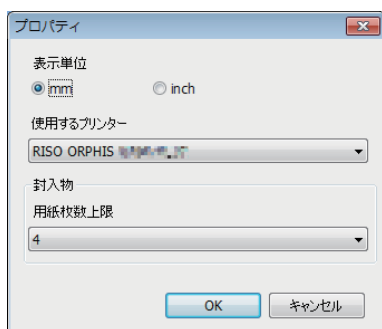 プロパティ
表示単位
mm
inch
使用するプリンター
RISO ORPHIS
封入物
用紙枚数上限
4
OK
キャンセル